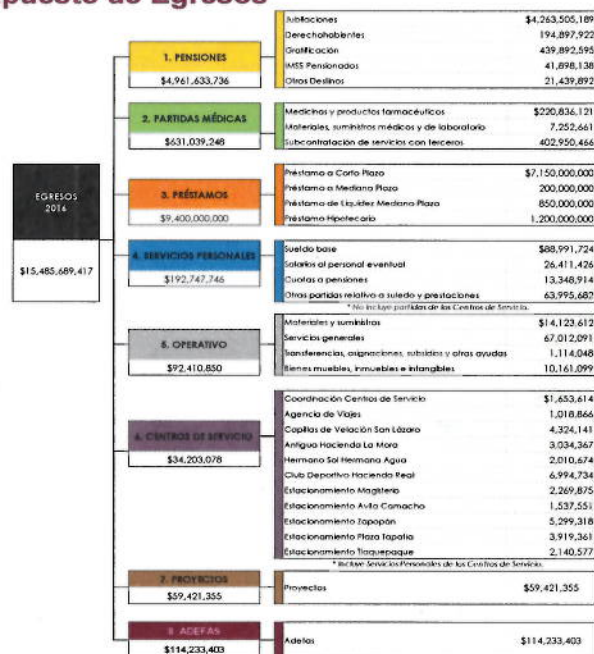 puesto de Egresos
EGRESOS
2016
$15,485,689,417
1. PENSIONES
$4,961,633,736
Jubilaciones $4,263,505,189
Derechohabientes 194,897,922
Gratificación 439,892,595
IMSS Pensionados 41,898,138
Otros Destinos 21,439,892
2. PARTIDAS MÉDICAS
$631,039,248
Medicinas y productos farmacéuticos $220,836,121
Materiales, suministros médicos y de laboratorio 7,252,661
Subcontratación de servicios con terceros 402,950,466
3. PRÉSTAMOS
$9,400,000,000
Préstamo a Corto Plazo $7,150,000,000
Préstamo a Mediano Plazo 200,000,000
Préstamo de Liquidez Mediano Plazo 850,000,000
Préstamo Hipotecario 1,200,000,000
4. SERVICIOS PERSONALES
$192,747,746
Sueldo base $88,991,724
Salarios al personal eventual 26,411,426
Cuotas a pensiones 13,348,914
Otras partidas relativo a suledo y prestaciones 63,995,682
* No incluye partidas de los Centros de Servicio.
5. OPERATIVO
$92,410,850
Materiales y suministros $14,123,612
Servicios generales 67,012,091
Transferencias, asignaciones, subsidios y otras ayudas 1,114,048
Bienes muebles, inmuebles e intangibles 10,161,099
6. CENTROS DE SERVICIO
$34,203,078
Coordinación Centros de Servicio $1,653,614
Agencia de Viajes 1,018,866
Capillas de Velación San Lázaro 4,324,141
Antigua Hacienda La Mora 3,034,367
Hermano Sol Hermana Agua 2,010,674
Club Deportivo Hacienda Real 6,994,734
Estacionamiento Magisterio 2,269,875
Estacionamiento Avila Camacho 1,537,551
Estacionamiento Zapopán 5,299,318
Estacionamiento Plaza Tapatía 3,919,361
Estacionamiento Tlaquepaque 2,140,577
* Incluye Servicios Personales de los Centros de Servicio.
7. PROYECTOS
$59,421,355
Proyectos $59,421,355
8. ADEFAS
$114,233,403
Adefas $114,233,403